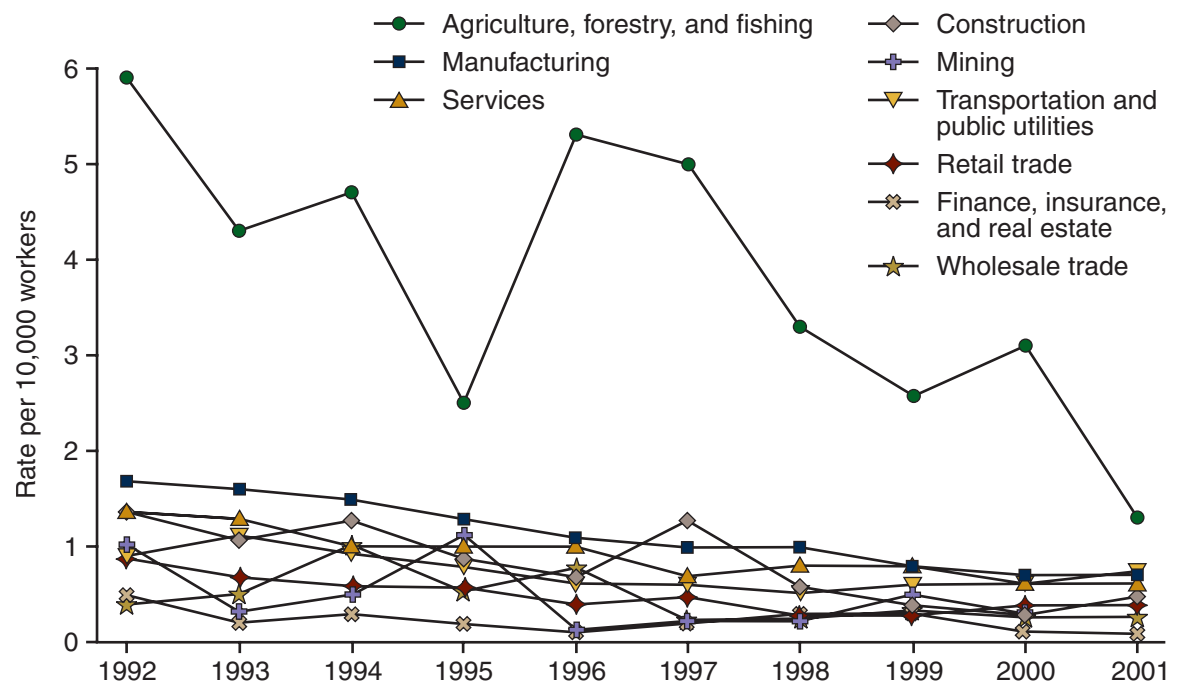 Agriculture, forestry, and fishing
Manufacturing
Services
Construction
Mining
Transportation and
public utilities
Retail trade
Finance, insurance,
and real estate
Wholesale trade
Rate per 10,000 workers
6
5
4
3
2
1
0
1992 1993 1994 1995 1996 1997 1998 1999 2000 2001